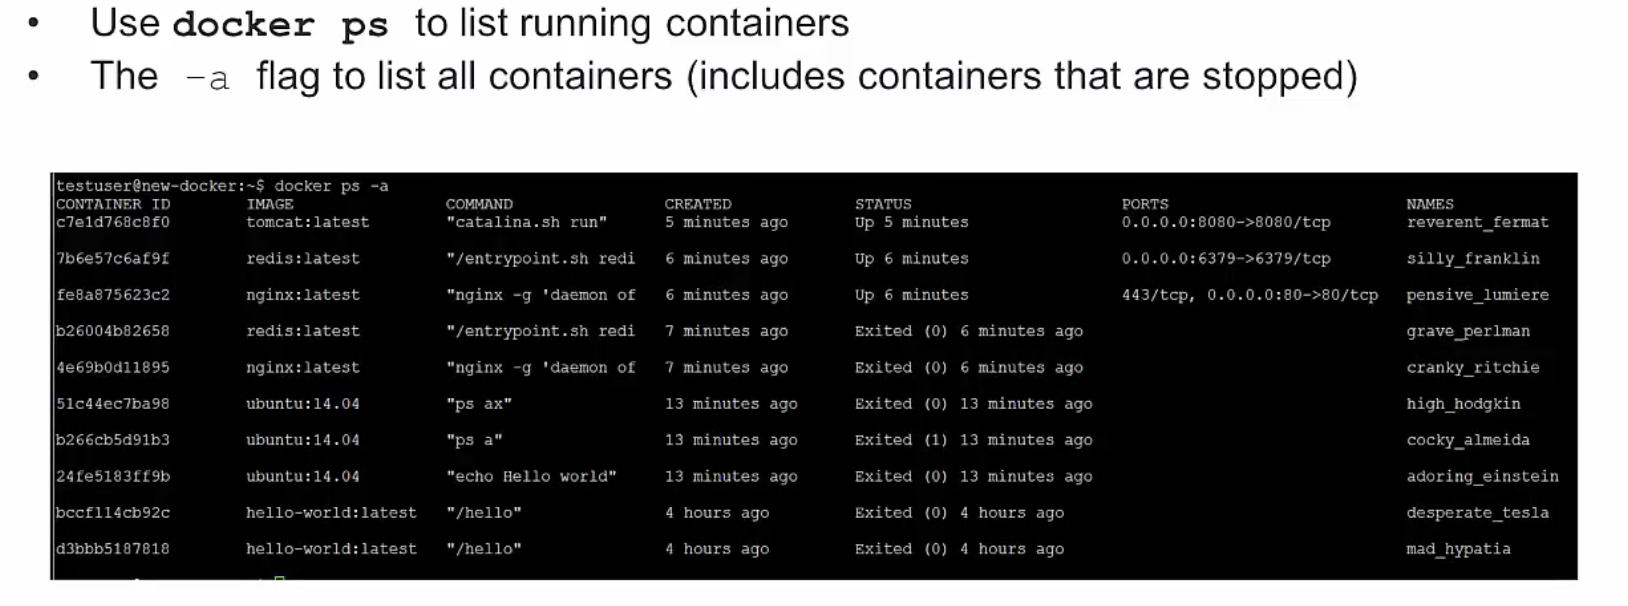 • Use docker ps to list running containers
• The -a flag to list all containers (includes containers that are stopped)
testuser@new-docker:~$ docker ps -a
CONTAINER ID IMAGE COMMAND CREATED STATUS PORTS NAMES
c7e1d768c8f0 tomcat:latest "catalina.sh run" 5 minutes ago Up 5 minutes 0.0.0.0:8080->8080/tcp reverent_fermat
7b6e57c6af9f redis:latest "/entrypoint.sh redi 6 minutes ago Up 6 minutes 0.0.0.0:6379->6379/tcp silly_franklin
fe8a875623c2 nginx:latest "nginx -g 'daemon of 6 minutes ago Up 6 minutes 443/tcp, 0.0.0.0:80->80/tcp pensive_lumiere
b26004b82658 redis:latest "/entrypoint.sh redi 7 minutes ago Exited (0) 6 minutes ago grave_perlman
4e69b0d11895 nginx:latest "nginx -g 'daemon of 7 minutes ago Exited (0) 6 minutes ago cranky_ritchie
51c44ec7ba98 ubuntu:14.04 "ps ax" 13 minutes ago Exited (0) 13 minutes ago high_hodgkin
b266cb5d91b3 ubuntu:14.04 "ps a" 13 minutes ago Exited (1) 13 minutes ago cocky_almeida
24fe5183ff9b ubuntu:14.04 "echo Hello world" 13 minutes ago Exited (0) 13 minutes ago adoring_einstein
bccf114cb92c hello-world:latest "/hello" 4 hours ago Exited (0) 4 hours ago desperate_tesla
d3bbb5187818 hello-world:latest "/hello" 4 hours ago Exited (0) 4 hours ago mad_hypatia